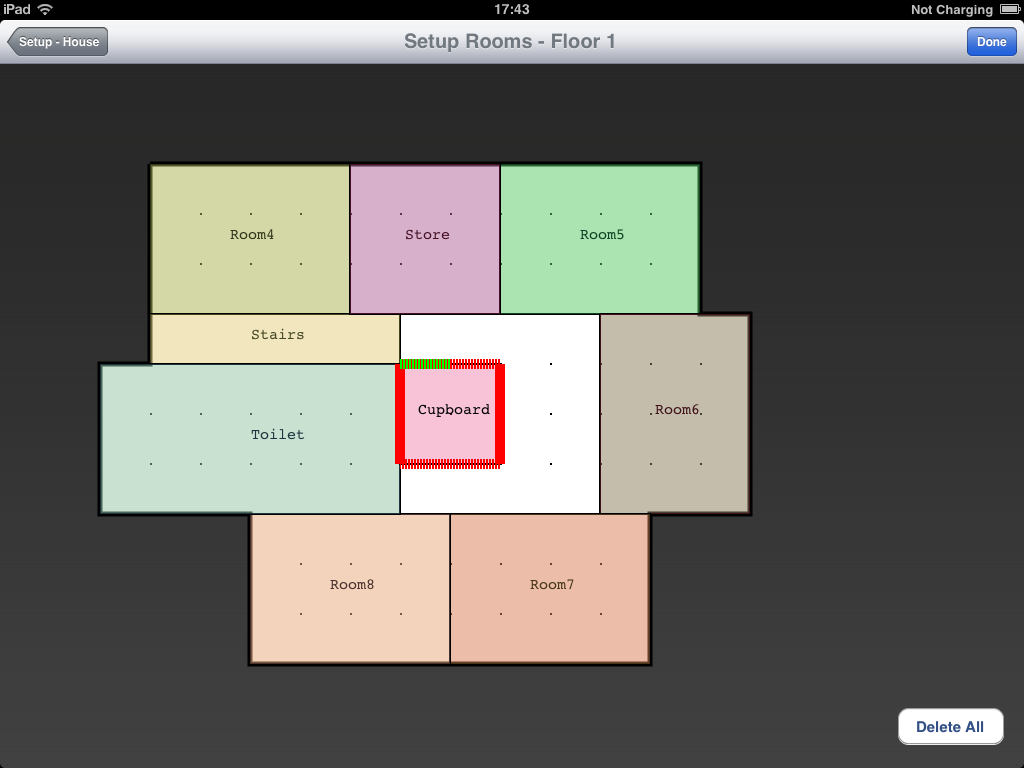 iPad 17:43 Not Charging
Setup - House Setup Rooms - Floor 1 Done
Room4 Store Room5
Stairs
Cupboard Room6
Toilet
Room8 Room7
Delete All